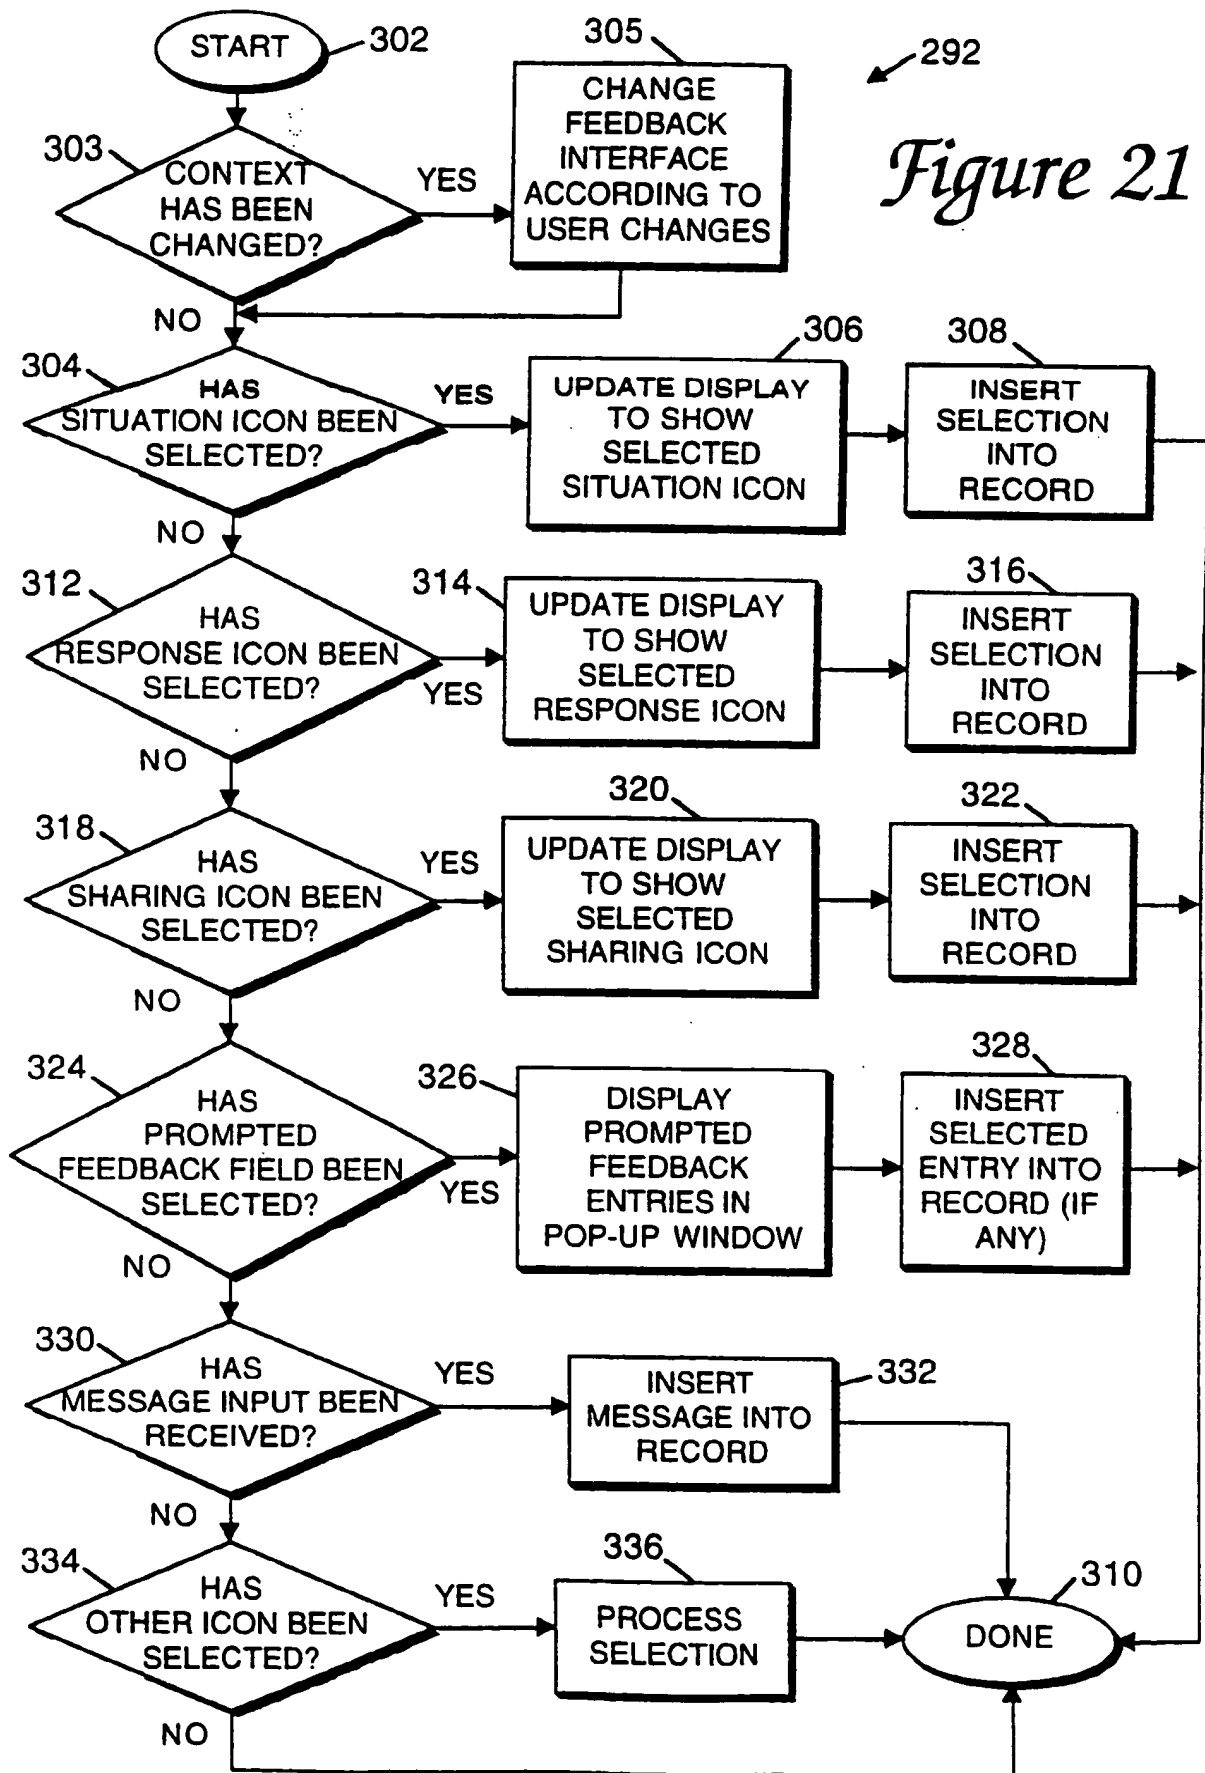 START
302
305
292
Figure 21
CHANGE
FEEDBACK
INTERFACE
ACCORDING TO
USER CHANGES
303
CONTEXT
HAS BEEN
CHANGED?
YES
NO
304
HAS
SITUATION ICON BEEN
SELECTED?
YES
306
UPDATE DISPLAY
TO SHOW
SELECTED
SITUATION ICON
308
INSERT
SELECTION
INTO
RECORD
NO
312
HAS
RESPONSE ICON BEEN
SELECTED?
YES
314
UPDATE DISPLAY
TO SHOW
SELECTED
RESPONSE ICON
316
INSERT
SELECTION
INTO
RECORD
NO
318
HAS
SHARING ICON BEEN
SELECTED?
YES
320
UPDATE DISPLAY
TO SHOW
SELECTED
SHARING ICON
322
INSERT
SELECTION
INTO
RECORD
NO
324
HAS
PROMPTED
FEEDBACK FIELD BEEN
SELECTED?
YES
326
DISPLAY
PROMPTED
FEEDBACK
ENTRIES IN
POP-UP WINDOW
328
INSERT
SELECTED
ENTRY INTO
RECORD (IF
ANY)
NO
330
HAS
MESSAGE INPUT BEEN
RECEIVED?
YES
INSERT
MESSAGE INTO
RECORD
332
NO
334
HAS
OTHER ICON BEEN
SELECTED?
YES
336
PROCESS
SELECTION
310
DONE
NO